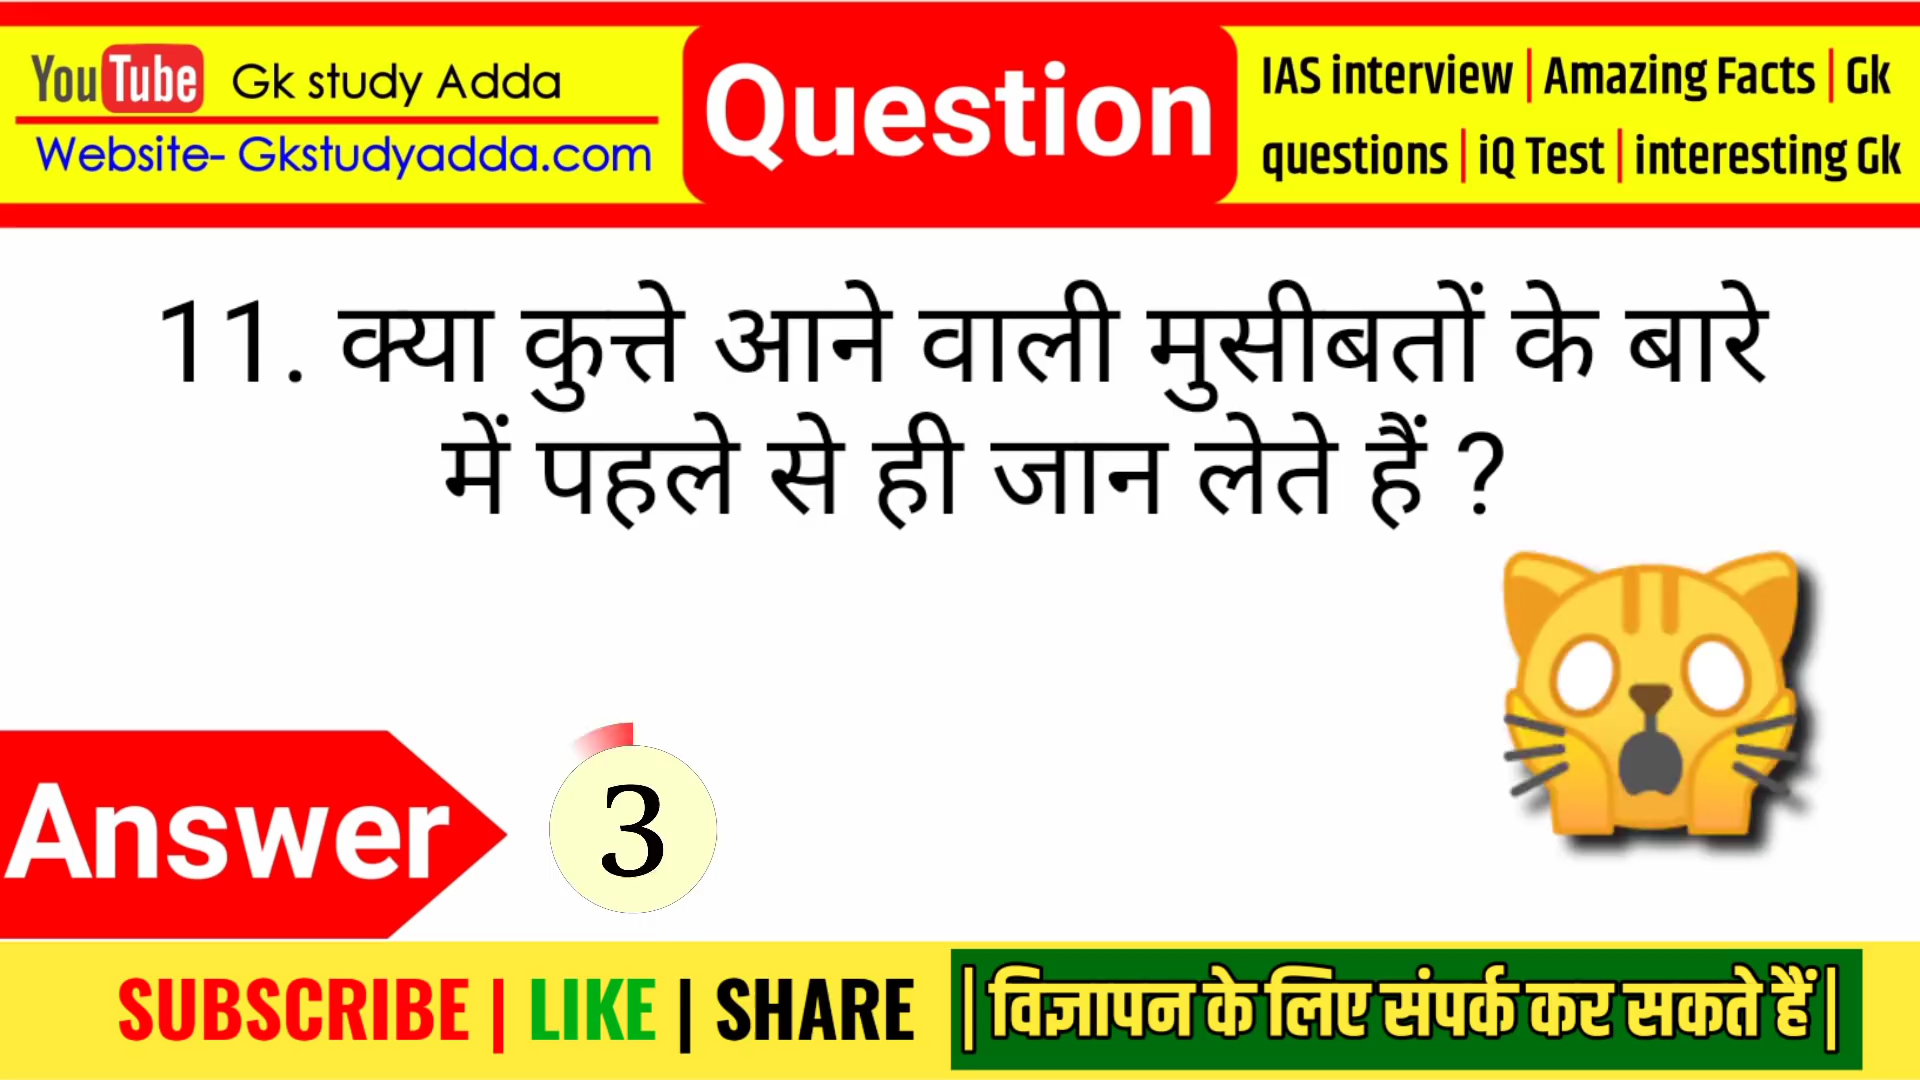 YouTube Gk study Adda
Website- Gkstudyadda.com
Question
IAS interview | Amazing Facts | Gk
questions | iQ Test | interesting Gk
11. क्या कुत्ते आने वाली मुसीबतों के बारे
में पहले से ही जान लेते हैं ?
Answer
3
SUBSCRIBE | LIKE | SHARE
| विज्ञापन के लिए संपर्क कर सकते हैं |